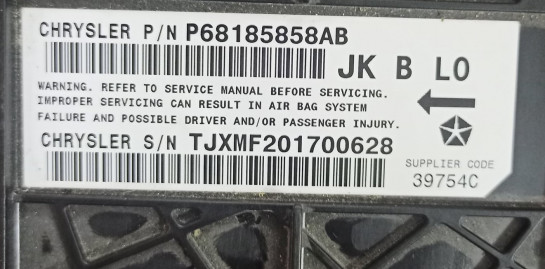 CHRYSLER P/N P68185858AB
JK B LO
WARNING. REFER TO SERVICE MANUAL BEFORE SERVICING.
IMPROPER SERVICING CAN RESULT IN AIR BAG SYSTEM
FAILURE AND POSSIBLE DRIVER AND/OR PASSENGER INJURY.
CHRYSLER S/N TJXMF201700628
SUPPLIER CODE
39754C